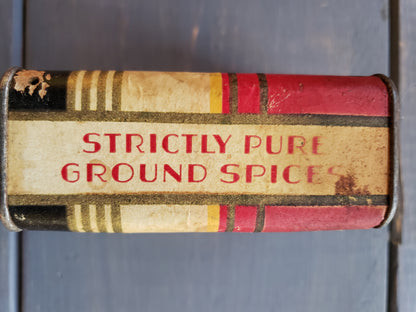 STRICTLY PURE
GROUND SPICES